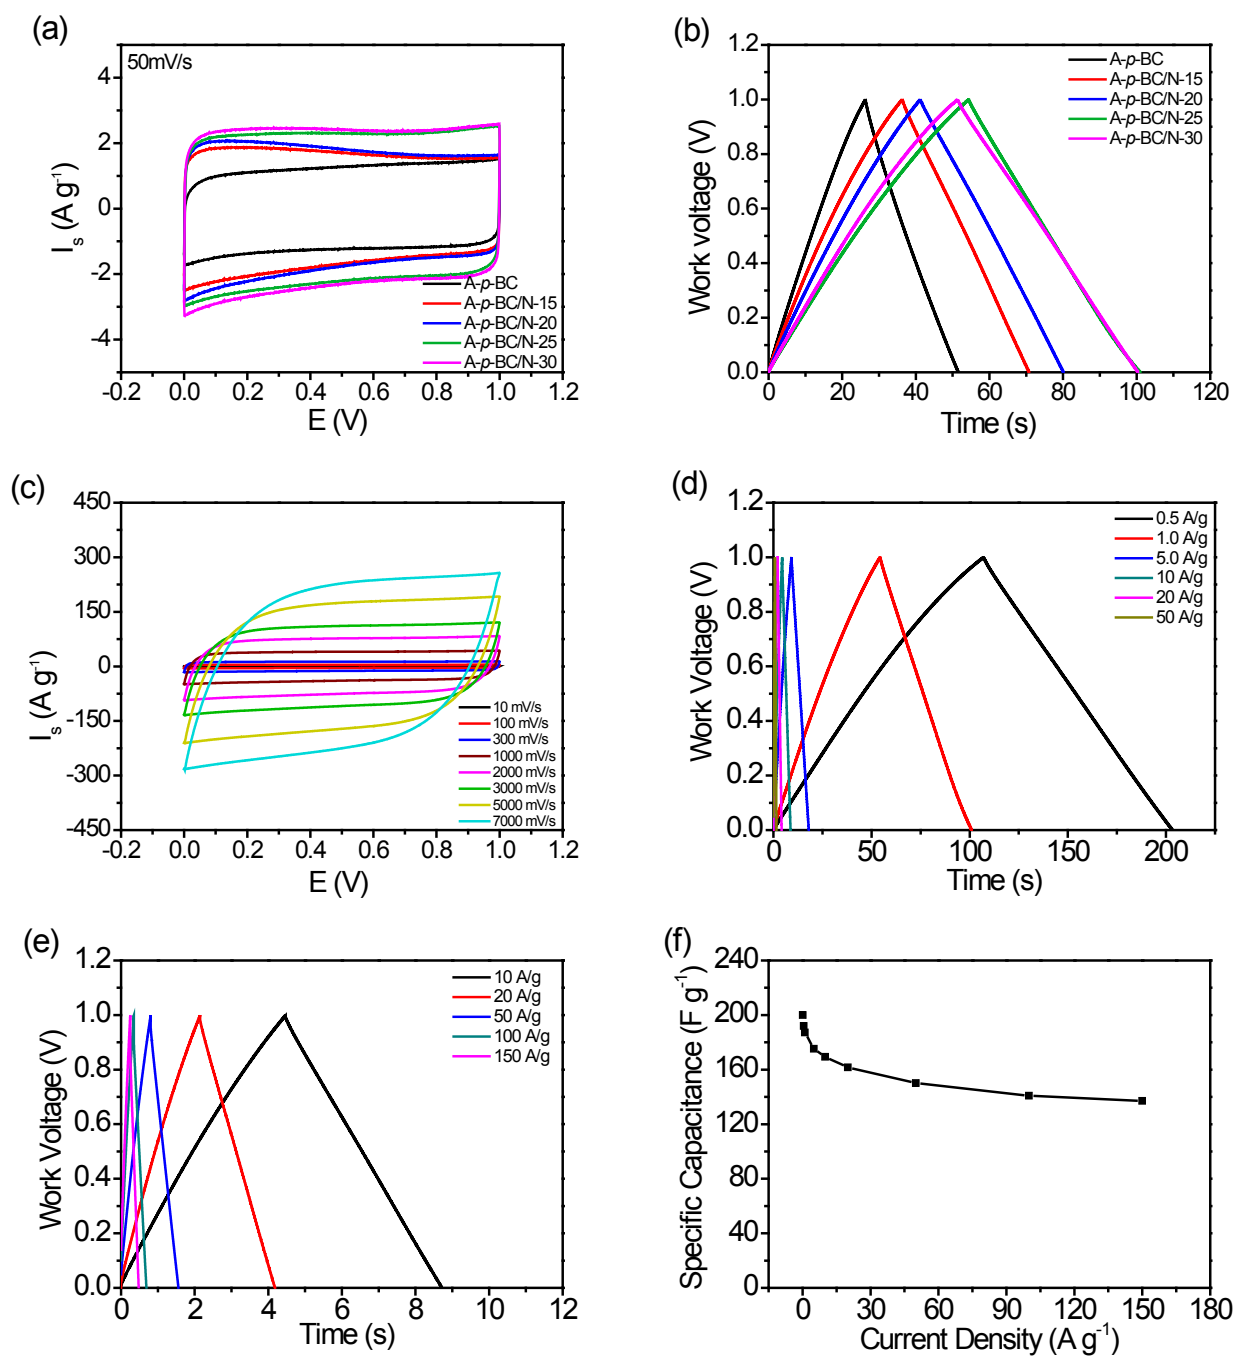 (a)
50mV/s
4
2
0
-2
-4
I_s (A g⁻¹)
A-p-BC
A-p-BC/N-15
A-p-BC/N-20
A-p-BC/N-25
A-p-BC/N-30
-0.2 0.0 0.2 0.4 0.6 0.8 1.0 1.2
E (V)
(b)
1.2
1.0
0.8
0.6
0.4
0.2
0.0
Work voltage (V)
A-p-BC
A-p-BC/N-15
A-p-BC/N-20
A-p-BC/N-25
A-p-BC/N-30
0 20 40 60 80 100 120
Time (s)
(c)
450
300
150
0
-150
-300
-450
I_s (A g⁻¹)
10 mV/s
100 mV/s
300 mV/s
1000 mV/s
2000 mV/s
3000 mV/s
5000 mV/s
7000 mV/s
-0.2 0.0 0.2 0.4 0.6 0.8 1.0 1.2
E (V)
(d)
1.2
1.0
0.8
0.6
0.4
0.2
0.0
Work Voltage (V)
0.5 A/g
1.0 A/g
5.0 A/g
10 A/g
20 A/g
50 A/g
0 50 100 150 200
Time (s)
(e)
1.2
1.0
0.8
0.6
0.4
0.2
0.0
Work Voltage (V)
10 A/g
20 A/g
50 A/g
100 A/g
150 A/g
0 2 4 6 8 10 12
Time (s)
(f)
240
200
160
120
80
40
0
Specific Capacitance (F g⁻¹)
0 30 60 90 120 150 180
Current Density (A g⁻¹)